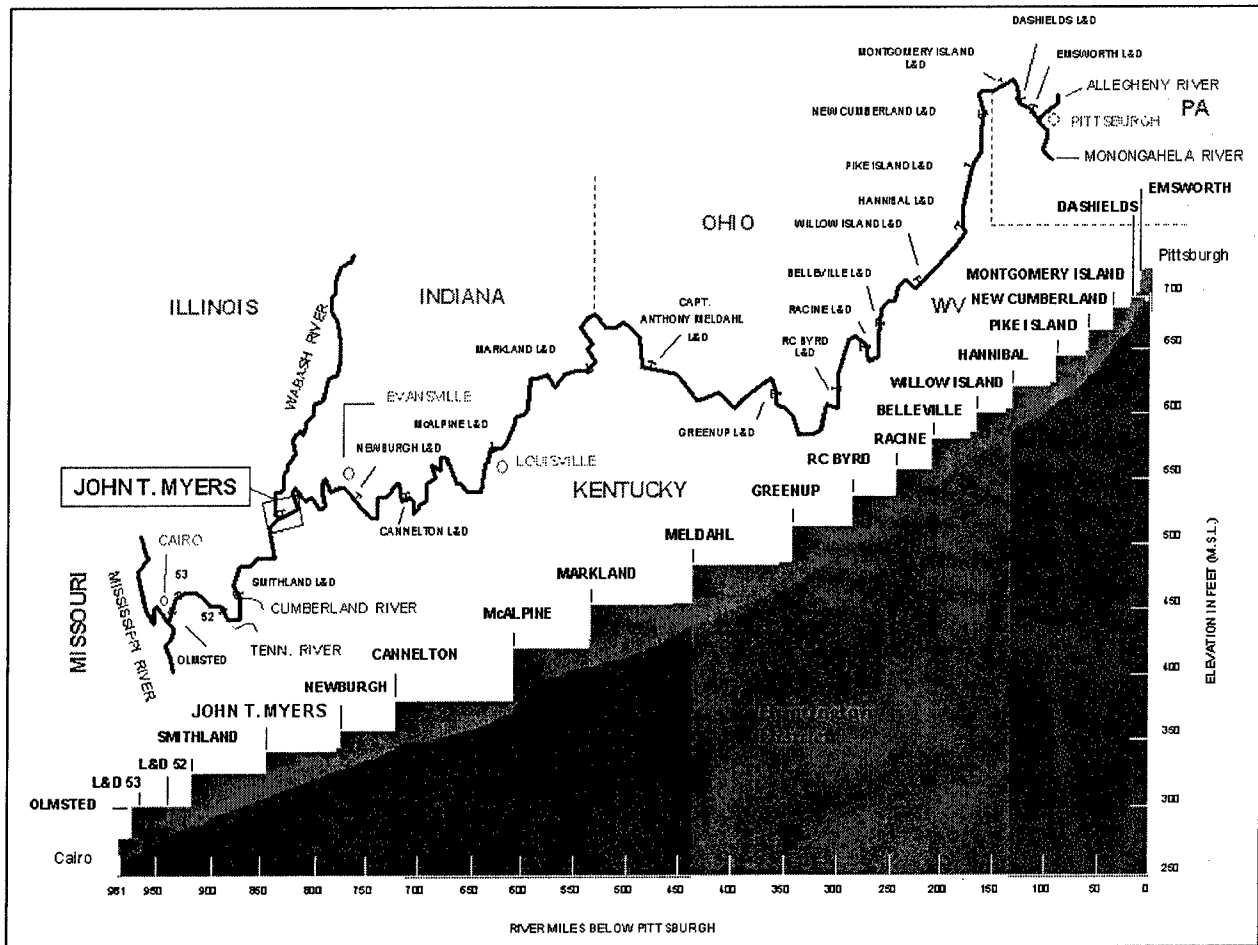 DASHIELDS L&D
MONTGOMERY ISLAND
L&D
EMSWORTH L&D
ALLEGHENY RIVER
PA
NEW CUMBERLAND L&D
PITTSBURGH
MONONGAHELA RIVER
PIKE ISLAND L&D
EMSWORTH
HANNIBAL L&D
DASHIELDS
OHIO
WILLOW ISLAND L&D
Pittsburgh
BELLEVILLE L&D
MONTGOMERY ISLAND
ILLINOIS
INDIANA
CAPT.
ANTHONY MELDAHL
L&D
RACINE L&D
WV
NEW CUMBERLAND
WABASH RIVER
MARKLAND L&D
RC BYRD
L&D
PIKE ISLAND
HANNIBAL
EVANSVILLE
WILLOW ISLAND
McALPINE L&D
BELLEVILLE
NEWBURGH L&D
GREENUP L&D
RACINE
LOUISVILLE
RC BYRD
JOHN T. MYERS
KENTUCKY
GREENUP
CANNELTON L&D
MELDAHL
CAIRO
53
SMITHLAND L&D
MARKLAND
MISSOURI
MISSISSIPPI RIVER
52
CUMBERLAND RIVER
McALPINE
OLMSTED
TENN. RIVER
CANNELTON
NEWBURGH
JOHN T. MYERS
SMITHLAND
L&D 52
L&D 53
OLMSTED
Cairo
700
650
600
550
500
450
400
350
300
250
ELEVATION IN FEET (M.S.L.)
981 950 900 850 800 750 700 650 600 550 500 450 400 350 300 250 200 150 100 50 0
RIVER MILES BELOW PITTSBURGH